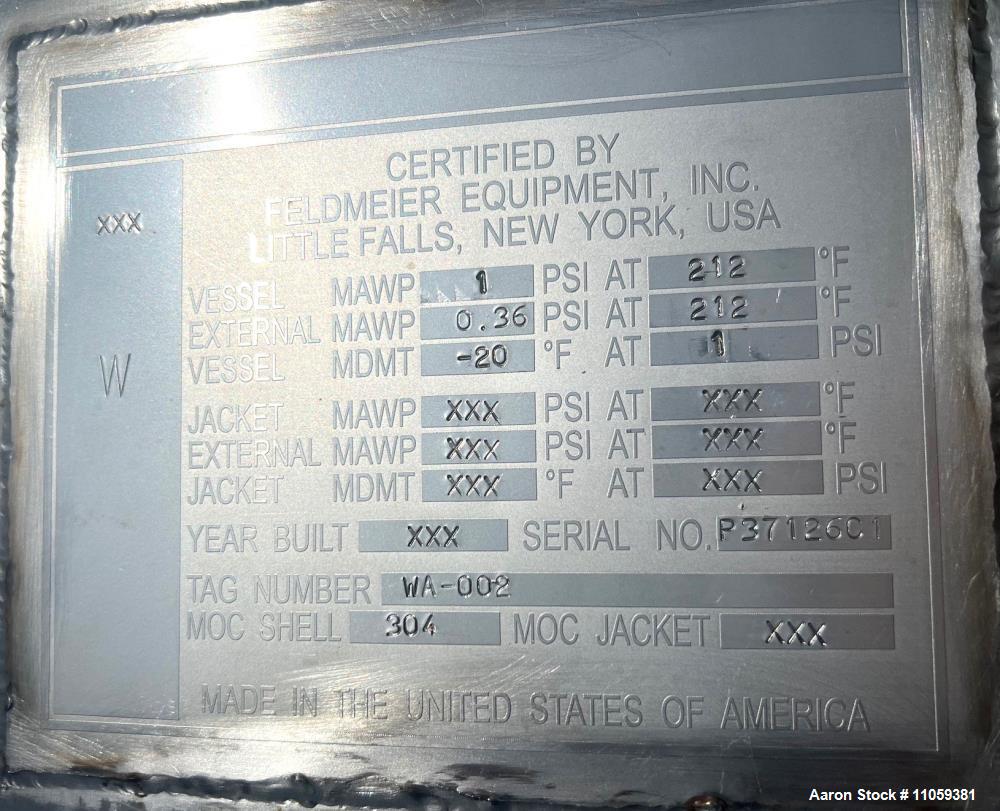 CERTIFIED BY
FELDMEIER EQUIPMENT, INC.
LITTLE FALLS, NEW YORK, USA
XXX
W
VESSEL MAWP 1 PSI AT 212 °F
EXTERNAL MAWP 0.36 PSI AT 212 °F
VESSEL MDMT -20 °F AT 1 PSI
JACKET MAWP XXX PSI AT XXX °F
EXTERNAL MAWP XXX PSI AT XXX °F
JACKET MDMT XXX °F AT XXX PSI
YEAR BUILT XXX SERIAL NO. P37126C1
TAG NUMBER WA-002
MOC SHELL 304 MOC JACKET XXX
MADE IN THE UNITED STATES OF AMERICA
Aaron Stock # 11059381